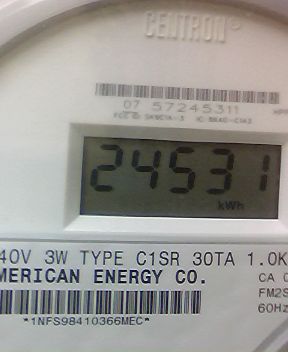 CENTRON®
07 57245311
24531
kWh
40V 3W TYPE C1SR 30TA 1.0K
MERICAN ENERGY CO.
CA 0
FM2S
60Hz
*1NFS98410366MEC*